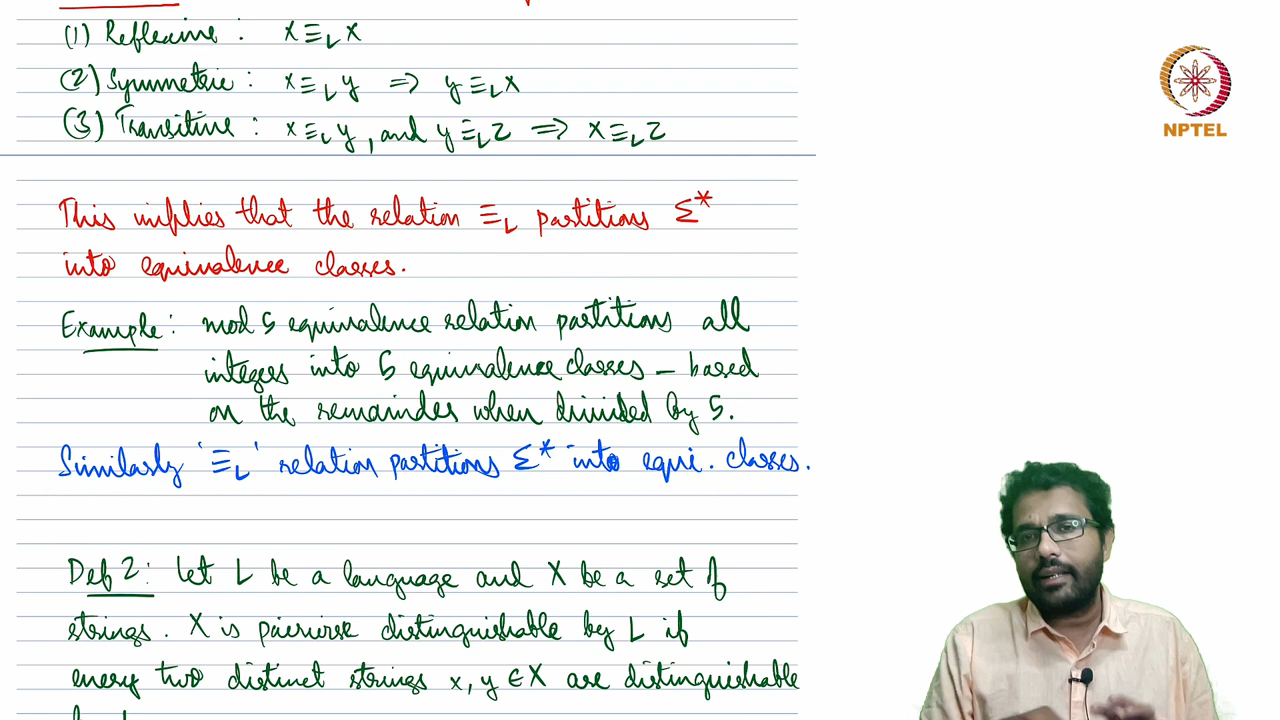 (1) Reflexive : x ≡L x
(2) Symmetric : x ≡L y ⇒ y ≡L x
(3) Transitive : x ≡L y, and y ≡L z ⇒ x ≡L z
NPTEL
This implies that the relation ≡L partitions Σ*
into equivalence classes.
Example : mod 5 equivalence relation partitions all
integers into 5 equivalence classes – based
on the remainder when divided by 5.
Similarly '≡L' relation partitions Σ* into equi. classes.
Def 2 : Let L be a language and X be a set of
strings. X is pairwise distinguishable by L if
every two distinct strings x, y ∈ X are distinguishable